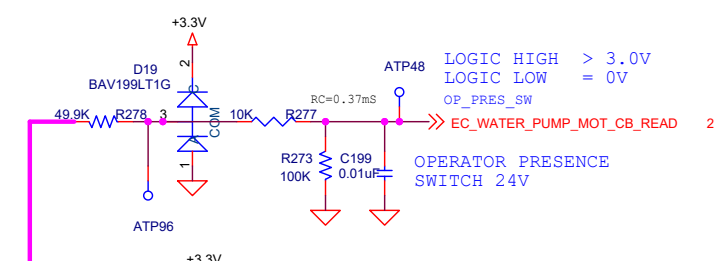 +3.3V
D19
BAV199LT1G
2
C
A
COM
3
1
49.9K
R278
10K
R277
RC=0.37mS
ATP48
LOGIC HIGH  > 3.0V
LOGIC LOW   = 0V
OP_PRES_SW
EC_WATER_PUMP_MOT_CB_READ 2
R273
100K
C199
0.01uF
OPERATOR PRESENCE
SWITCH 24V
ATP96
+3.3V